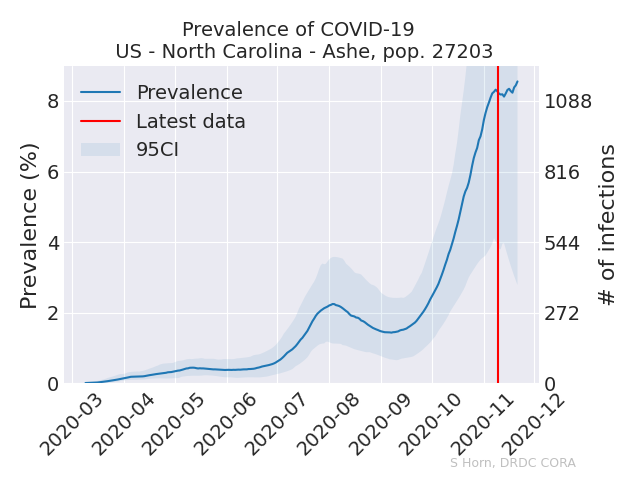 Prevalence of COVID-19
US - North Carolina - Ashe, pop. 27203
Prevalence
Latest data
95CI
Prevalence (%)
8
6
4
2
0
1088
816
544
272
0
# of infections
2020-03
2020-04
2020-05
2020-06
2020-07
2020-08
2020-09
2020-10
2020-11
2020-12
S Horn, DRDC CORA